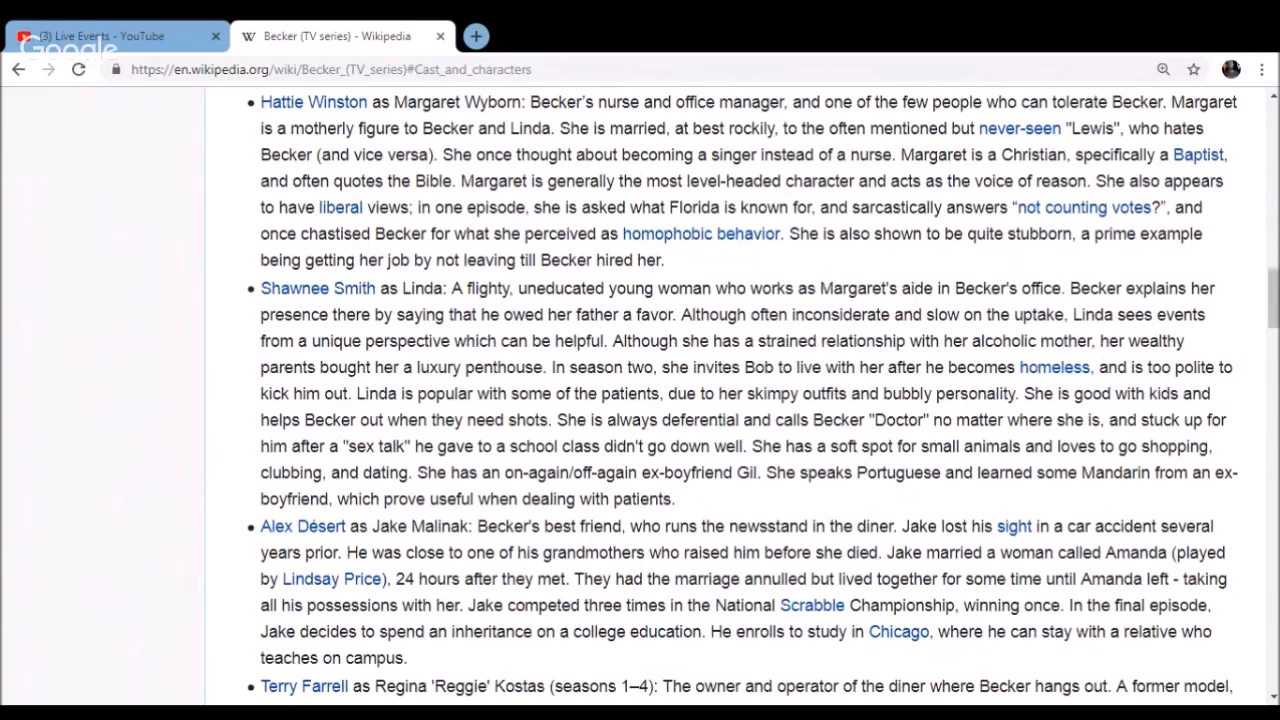 (3) Live Events - YouTube
Becker (TV series) - Wikipedia
Google
https://en.wikipedia.org/wiki/Becker_(TV_series)#Cast_and_characters
Hattie Winston as Margaret Wyborn: Becker's nurse and office manager, and one of the few people who can tolerate Becker. Margaret
is a motherly figure to Becker and Linda. She is married, at best rockily, to the often mentioned but never-seen "Lewis", who hates
Becker (and vice versa). She once thought about becoming a singer instead of a nurse. Margaret is a Christian, specifically a Baptist,
and often quotes the Bible. Margaret is generally the most level-headed character and acts as the voice of reason. She also appears
to have liberal views; in one episode, she is asked what Florida is known for, and sarcastically answers “not counting votes?”, and
once chastised Becker for what she perceived as homophobic behavior. She is also shown to be quite stubborn, a prime example
being getting her job by not leaving till Becker hired her.
Shawnee Smith as Linda: A flighty, uneducated young woman who works as Margaret's aide in Becker's office. Becker explains her
presence there by saying that he owed her father a favor. Although often inconsiderate and slow on the uptake, Linda sees events
from a unique perspective which can be helpful. Although she has a strained relationship with her alcoholic mother, her wealthy
parents bought her a luxury penthouse. In season two, she invites Bob to live with her after he becomes homeless, and is too polite to
kick him out. Linda is popular with some of the patients, due to her skimpy outfits and bubbly personality. She is good with kids and
helps Becker out when they need shots. She is always deferential and calls Becker "Doctor" no matter where she is, and stuck up for
him after a "sex talk" he gave to a school class didn't go down well. She has a soft spot for small animals and loves to go shopping,
clubbing, and dating. She has an on-again/off-again ex-boyfriend Gil. She speaks Portuguese and learned some Mandarin from an ex-
boyfriend, which prove useful when dealing with patients.
Alex Désert as Jake Malinak: Becker's best friend, who runs the newsstand in the diner. Jake lost his sight in a car accident several
years prior. He was close to one of his grandmothers who raised him before she died. Jake married a woman called Amanda (played
by Lindsay Price), 24 hours after they met. They had the marriage annulled but lived together for some time until Amanda left - taking
all his possessions with her. Jake competed three times in the National Scrabble Championship, winning once. In the final episode,
Jake decides to spend an inheritance on a college education. He enrolls to study in Chicago, where he can stay with a relative who
teaches on campus.
Terry Farrell as Regina 'Reggie' Kostas (seasons 1–4): The owner and operator of the diner where Becker hangs out. A former model,